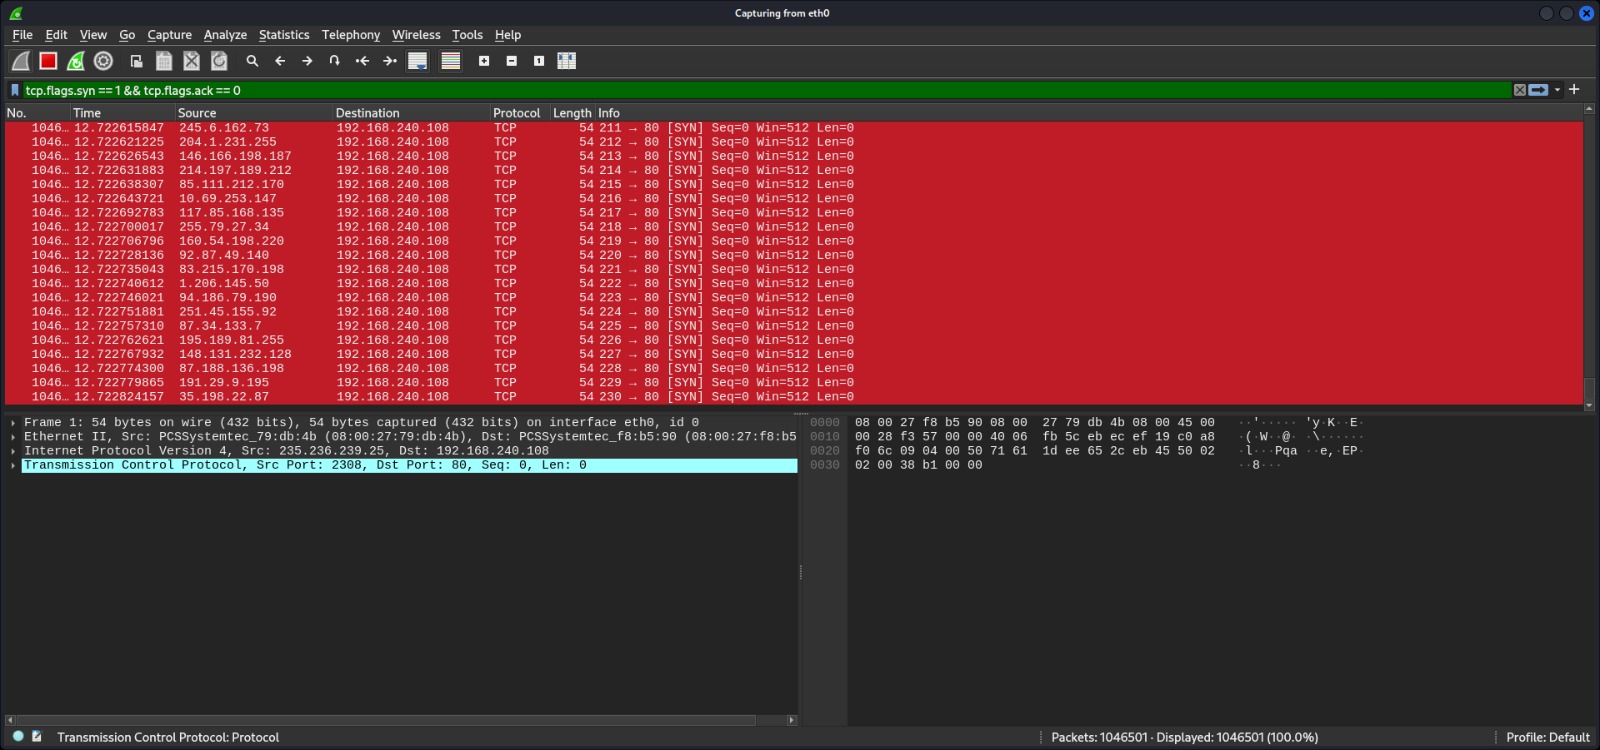 Capturing from eth0
File Edit View Go Capture Analyze Statistics Telephony Wireless Tools Help
tcp.flags.syn == 1 && tcp.flags.ack == 0
No. Time Source Destination Protocol Length Info
1046… 12.722615847 245.6.162.73 192.168.240.108 TCP 54 211 → 80 [SYN] Seq=0 Win=512 Len=0
1046… 12.722621225 204.1.231.255 192.168.240.108 TCP 54 212 → 80 [SYN] Seq=0 Win=512 Len=0
1046… 12.722626543 146.166.198.187 192.168.240.108 TCP 54 213 → 80 [SYN] Seq=0 Win=512 Len=0
1046… 12.722631883 214.197.189.212 192.168.240.108 TCP 54 214 → 80 [SYN] Seq=0 Win=512 Len=0
1046… 12.722638307 85.111.212.170 192.168.240.108 TCP 54 215 → 80 [SYN] Seq=0 Win=512 Len=0
1046… 12.722643721 10.69.253.147 192.168.240.108 TCP 54 216 → 80 [SYN] Seq=0 Win=512 Len=0
1046… 12.722692783 117.85.168.135 192.168.240.108 TCP 54 217 → 80 [SYN] Seq=0 Win=512 Len=0
1046… 12.722700017 255.79.27.34 192.168.240.108 TCP 54 218 → 80 [SYN] Seq=0 Win=512 Len=0
1046… 12.722706796 160.54.198.220 192.168.240.108 TCP 54 219 → 80 [SYN] Seq=0 Win=512 Len=0
1046… 12.722728136 92.87.49.140 192.168.240.108 TCP 54 220 → 80 [SYN] Seq=0 Win=512 Len=0
1046… 12.722735043 83.215.170.198 192.168.240.108 TCP 54 221 → 80 [SYN] Seq=0 Win=512 Len=0
1046… 12.722740612 1.206.145.50 192.168.240.108 TCP 54 222 → 80 [SYN] Seq=0 Win=512 Len=0
1046… 12.722746021 94.186.79.190 192.168.240.108 TCP 54 223 → 80 [SYN] Seq=0 Win=512 Len=0
1046… 12.722751881 251.45.155.92 192.168.240.108 TCP 54 224 → 80 [SYN] Seq=0 Win=512 Len=0
1046… 12.722757310 87.34.133.7 192.168.240.108 TCP 54 225 → 80 [SYN] Seq=0 Win=512 Len=0
1046… 12.722762621 195.189.81.255 192.168.240.108 TCP 54 226 → 80 [SYN] Seq=0 Win=512 Len=0
1046… 12.722767932 148.131.232.128 192.168.240.108 TCP 54 227 → 80 [SYN] Seq=0 Win=512 Len=0
1046… 12.722774300 87.188.136.198 192.168.240.108 TCP 54 228 → 80 [SYN] Seq=0 Win=512 Len=0
1046… 12.722779865 191.29.9.195 192.168.240.108 TCP 54 229 → 80 [SYN] Seq=0 Win=512 Len=0
1046… 12.722824157 35.198.22.87 192.168.240.108 TCP 54 230 → 80 [SYN] Seq=0 Win=512 Len=0
Frame 1: 54 bytes on wire (432 bits), 54 bytes captured (432 bits) on interface eth0, id 0
Ethernet II, Src: PCSSystemtec_79:db:4b (08:00:27:79:db:4b), Dst: PCSSystemtec_f8:b5:90 (08:00:27:f8:b5
Internet Protocol Version 4, Src: 235.236.239.25, Dst: 192.168.240.108
Transmission Control Protocol, Src Port: 2308, Dst Port: 80, Seq: 0, Len: 0
0000 08 00 27 f8 b5 90 08 00 27 79 db 4b 08 00 45 00 ··'····· 'y·K··E·
0010 00 28 f3 57 00 00 40 06 fb 5c eb ec ef 19 c0 a8 ·(·W··@· ·\······
0020 f0 6c 09 04 00 50 71 61 1d ee 65 2c eb 45 50 02 ·l···Pqa ··e,·EP·
0030 02 00 38 b1 00 00 ··8···
Transmission Control Protocol: Protocol
Packets: 1046501 · Displayed: 1046501 (100.0%)
Profile: Default